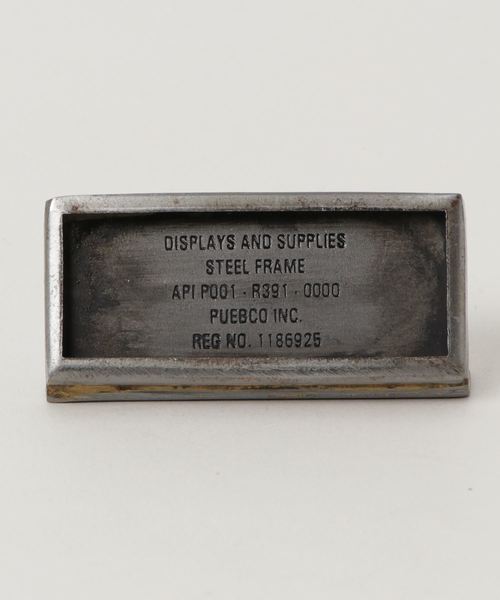 DISPLAYS AND SUPPLIES
STEEL FRAME
API P001 - R391 - 0000
PUEBCO INC.
REG NO. 1186925